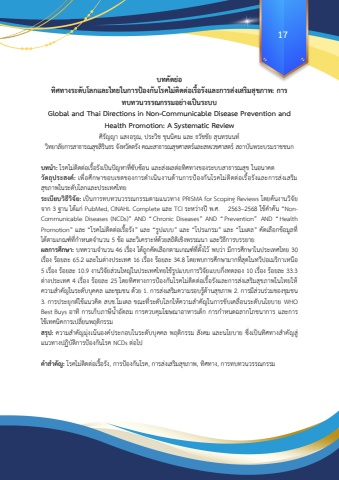 17
บทคัดย่อ
ทิศทางระดับโลกและไทยในการป้องกันโรคไม่ติดต่อเรื้อรังและการส่งเสริมสุขภาพ: การ
ทบทวนวรรณกรรมอย่างเป็นระบบ
Global and Thai Directions in Non-Communicable Disease Prevention and
Health Promotion: A Systematic Review
ศิรัญญา แสงอรุณ, ประวิช ขุนนิคม และ ธวัชชัย สุนทรนนท์
วิทยาลัยการสาธารณสุขสิรินธร จังหวัดตรัง คณะสาธารณสุขศาสตร์และสหเวชศาสตร์ สถาบันพระบรมราชชนก
บทนำ: โรคไม่ติดต่อเรื้อรังเป็นปัญหาที่ซับซ้อน และส่งผลต่อทิศทางของระบบสาธารณสุข ในอนาคต
วัตถุประสงค์: เพื่อศึกษาขอบเขตของการดำเนินงานด้านการป้องกันโรคไม่ติดต่อเรื้อรังและการส่งเสริม
สุขภาพในระดับโลกและประเทศไทย
ระเบียบวิธีวิจัย: เป็นการทบทวนวรรณกรรมตามแนวทาง PRISMA for Scoping Reviews โดยค้นงานวิจัย
จาก 3 ฐาน ได้แก่ PubMed, CINAHL Complete และ TCI ระหว่างปี พ.ศ. 2563–2568 ใช้คำค้น "Non-
Communicable Diseases (NCDs)" AND "Chronic Diseases" AND "Prevention" AND "Health
Promotion" และ "โรคไม่ติดต่อเรื้อรัง" และ "รูปแบบ" และ "โปรแกรม" และ "โมเดล" คัดเลือกข้อมูลที่
ได้ตามเกณฑ์ที่กำหนดจำนวน 5 ข้อ และวิเคราะห์ด้วยสถิติเชิงพรรณนา และวิธีการบรรยาย
ผลการศึกษา: บทความจำนวน 46 เรื่อง ได้ถูกคัดเลือกตามเกณฑ์ที่ตั้งไว้ พบว่า มีการศึกษาในประเทศไทย 30
เรื่อง ร้อยละ 65.2 และในต่างประเทศ 16 เรื่อง ร้อยละ 34.8 โดยพบการศึกษามากที่สุดในทวีปอเมริกาเหนือ
5 เรื่อง ร้อยละ 10.9 งานวิจัยส่วนใหญ่ในประเทศไทยใช้รูปแบบการวิจัยแบบกึ่งทดลอง 10 เรื่อง ร้อยละ 33.3
ต่างประเทศ 4 เรื่อง ร้อยละ 25 โดยทิศทางการป้องกันโรคไม่ติดต่อเรื้อรังและการส่งเสริมสุขภาพในไทยให้
ความสำคัญในระดับบุคคล และชุมชน ด้วย 1. การส่งเสริมความรอบรู้ด้านสุขภาพ 2. การมีส่วนร่วมของชุมชน
3. การประยุกต์ใช้แนวคิด สบช.โมเดล ขณะที่ระดับโลกให้ความสำคัญในการขับเคลื่อนระดับนโยบาย WHO
Best Buys อาทิ การเก็บภาษีน้ำอัดลม การควบคุมโฆษณาอาหารเด็ก การกำหนดฉลากโภชนาการ และการ
ใช้เทคนิคการเปลี่ยนพฤติกรรม
สรุป: ความสำคัญมุ่งเน้นองค์ประกอบในระดับบุคคล พฤติกรรม สังคม และนโยบาย ซึ่งเป็นทิศทางสำคัญสู่
แนวทางปฏิบัติการป้องกันโรค NCDs ต่อไป
คำสำคัญ: โรคไม่ติดต่อเรื้อรัง, การป้องกันโรค, การส่งเสริมสุขภาพ, ทิศทาง, การทบทวนวรรณกรรม